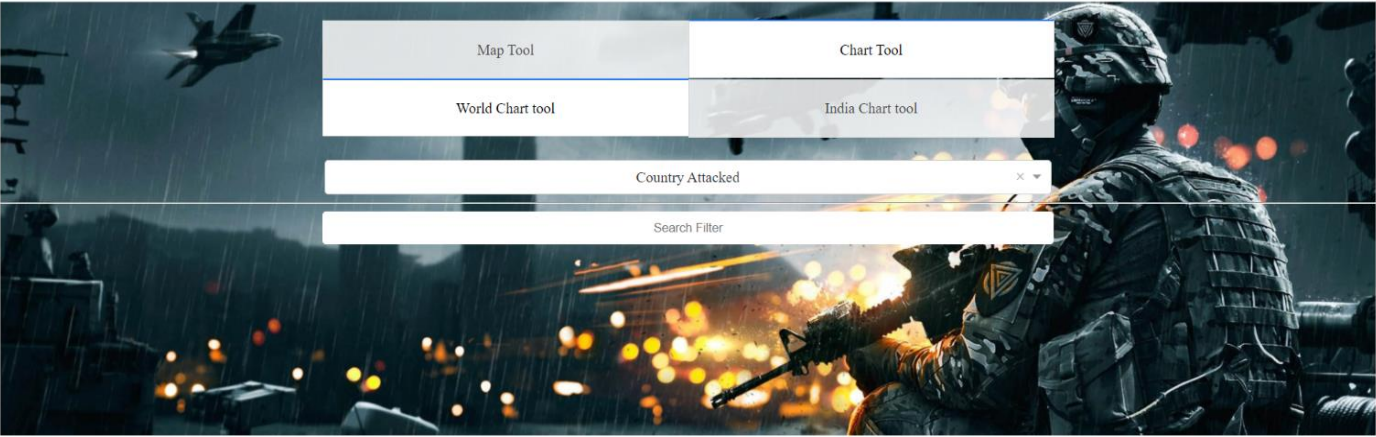 Map Tool
Chart Tool
World Chart tool
India Chart tool
Country Attacked
Search Filter